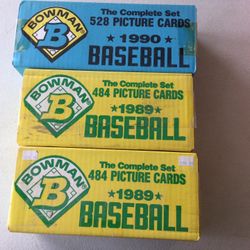 BOWMAN
B
The Complete Set
528 PICTURE CARDS
★1990★
BASEBALL
BOWMAN
B
The Complete Set
484 PICTURE CARDS
★1989★
BASEBALL
BOWMAN
B
The Complete Set
484 PICTURE CARDS
★1989★
BASEBALL